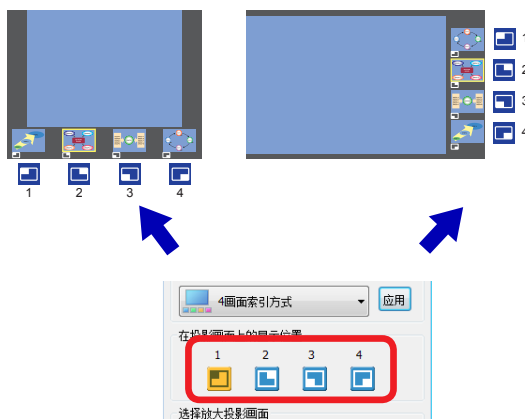 1
2
3
4
1 2 3 4
4画面索引方式
应用
在投影画面上的显示位置
1 2 3 4
选择放大投影画面